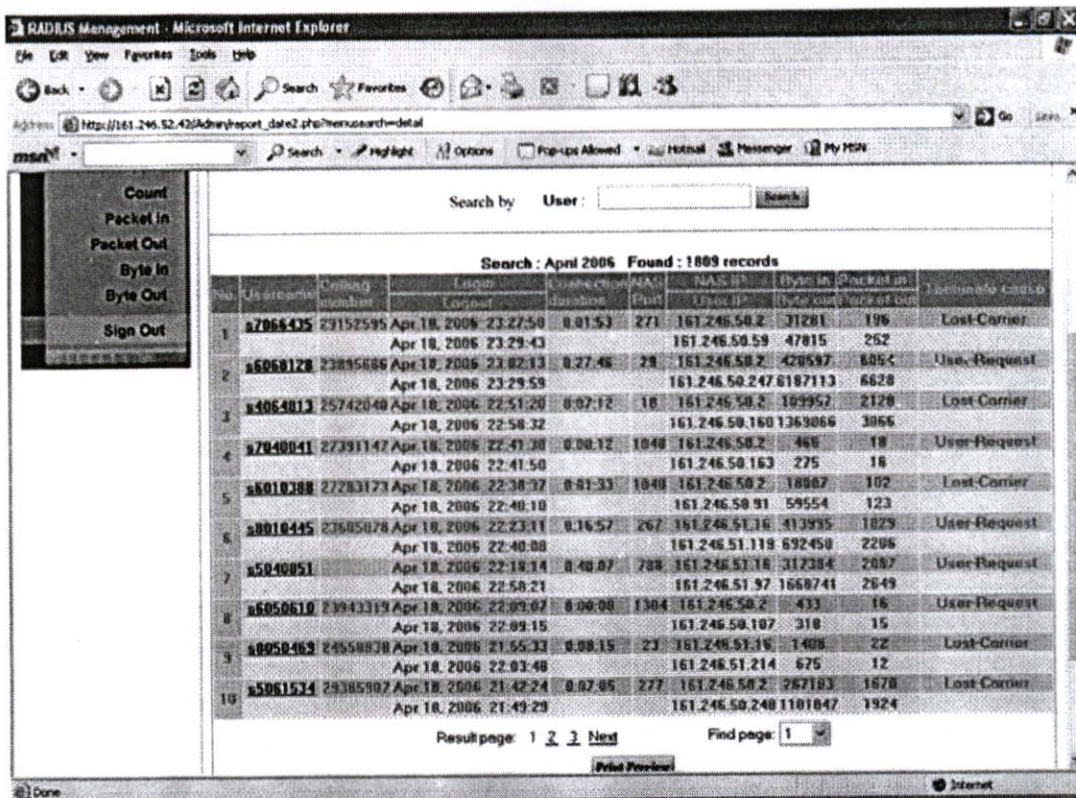 RADIUS Management - Microsoft Internet Explorer
File Edit View Favorites Tools Help
Back Search Favorites
Address http://161.246.52.42/Admin/report_date2.php?menusearch=detail Go Links
msn Search Highlight Options Pop-ups Allowed Hotmail Messenger My MSN
Count
Packet In
Packet Out
Byte In
Byte Out
Sign Out
Search by User : Search
Search : April 2006 Found : 1809 records
No. Username Calling number Login Connection duration NAS Port NAS IP Byte in Packet in Terminate cause
Logout User IP Byte out Packet out
1 s7066435 29152595 Apr 18, 2006 23:27:50 0:01:53 271 161.246.50.2 31281 196 Lost-Carrier
Apr 18, 2006 23:29:43 161.246.50.59 47815 252
2 s6060128 23895686 Apr 18, 2006 23:02:13 0:27:46 29 161.246.50.2 420597 User-Request
Apr 18, 2006 23:29:59 161.246.50.247 6187113 6628
3 s4064813 25742040 Apr 18, 2006 22:51:20 0:07:12 18 161.246.50.2 109957 2128 Lost-Carrier
Apr 18, 2006 22:58:32 161.246.50.160 1369866 3066
4 s7040041 27391147 Apr 18, 2006 22:41:38 0:00:12 1040 161.246.50.2 466 18 User-Request
Apr 18, 2006 22:41:50 161.246.50.163 275 16
5 s6010388 27283173 Apr 18, 2006 22:38:37 0:01:33 1040 161.246.50.2 102 Lost-Carrier
Apr 18, 2006 22:40:10 161.246.50.91 59554 123
6 s8010445 23605078 Apr 18, 2006 22:23:11 0:16:57 267 161.246.51.16 413995 1829 User-Request
Apr 18, 2006 22:40:08 161.246.51.119 692450 2206
7 s5040051 Apr 18, 2006 22:18:14 0:40:07 788 161.246.51.16 317384 2087 User-Request
Apr 18, 2006 22:58:21 161.246.51.97 1668741 2649
8 s6050610 23943319 Apr 18, 2006 22:09:07 0:00:08 1304 161.246.50.2 433 16 User-Request
Apr 18, 2006 22:09:15 161.246.50.107 318 15
9 s8050469 24558838 Apr 18, 2006 21:55:33 0:08:15 23 161.246.51.16 1406 22 Lost-Carrier
Apr 18, 2006 22:03:48 161.246.51.214 675 12
10 s5061534 29385907 Apr 18, 2006 21:42:24 0:07:05 277 161.246.50.2 267103 1670 Lost-Carrier
Apr 18, 2006 21:49:29 161.246.50.240 1101847 1924
Result page: 1 2 3 Next Find page: 1
Print Preview
Done Internet